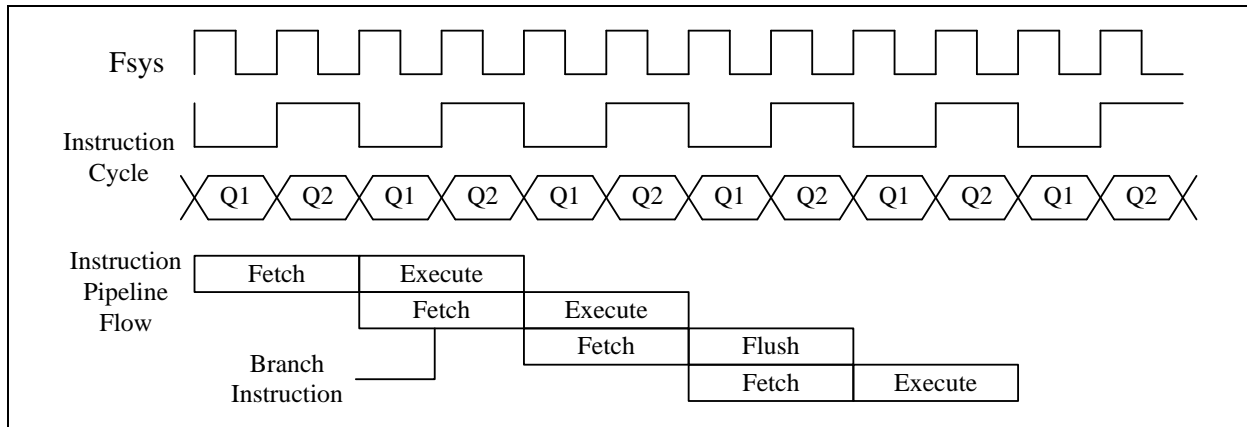 Fsys
Instruction
Cycle
Q1 Q2 Q1 Q2 Q1 Q2 Q1 Q2 Q1 Q2 Q1 Q2
Instruction
Pipeline
Flow
Fetch Execute
Fetch Execute
Fetch Flush
Fetch Execute
Branch
Instruction